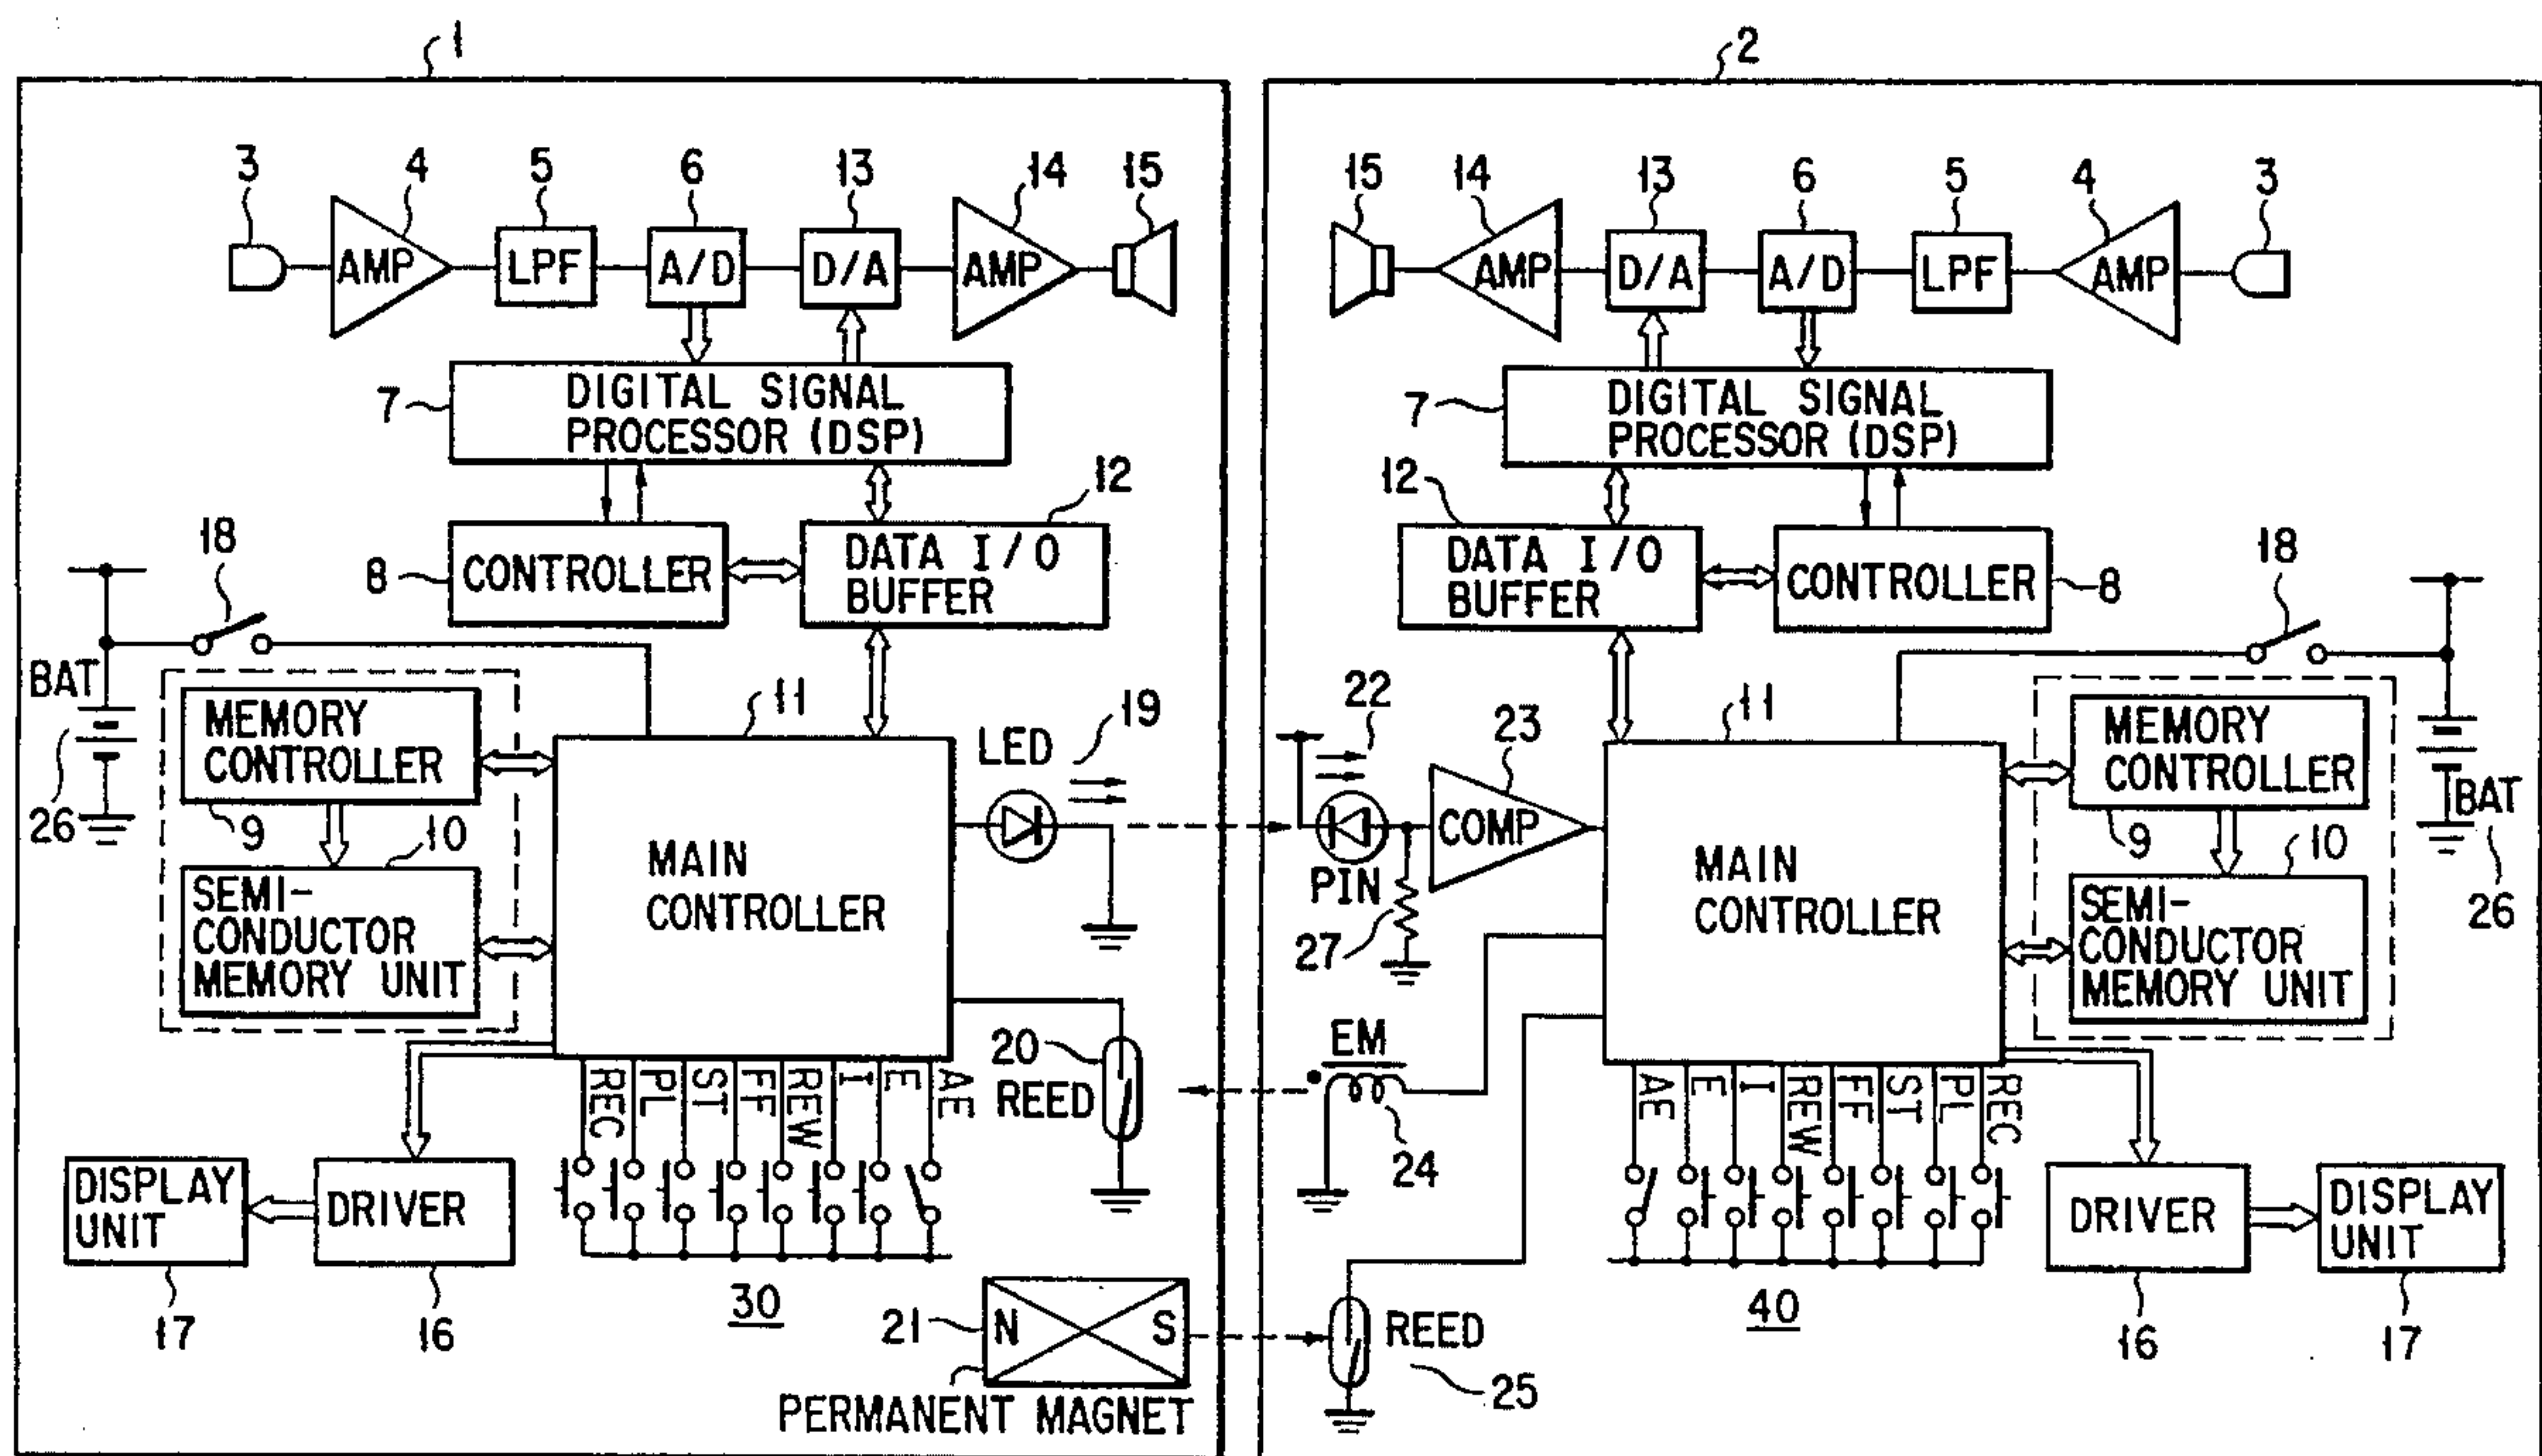 1
2
3
4
5
6
13
14
15
15
14
13
6
5
4
3
AMP
LPF
A/D
D/A
AMP
AMP
D/A
A/D
LPF
AMP
7
DIGITAL SIGNAL
PROCESSOR (DSP)
7
DIGITAL SIGNAL
PROCESSOR (DSP)
12
12
18
8
CONTROLLER
DATA I/O
BUFFER
DATA I/O
BUFFER
CONTROLLER
8
18
BAT
26
MEMORY
CONTROLLER
9
10
SEMI-
CONDUCTOR
MEMORY UNIT
11
MAIN
CONTROLLER
LED
19
22
23
COMP
PIN
27
11
MAIN
CONTROLLER
MEMORY
CONTROLLER
9
10
SEMI-
CONDUCTOR
MEMORY UNIT
BAT
26
20
REED
EM
24
REC
PL
ST
FF
REW
I
E
AE
AE
E
I
REW
FF
ST
PL
REC
DISPLAY
UNIT
17
DRIVER
16
30
21
N
S
PERMANENT MAGNET
REED
25
40
DRIVER
16
DISPLAY
UNIT
17